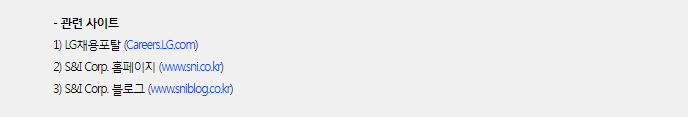 - 관련 사이트
1) LG채용포탈 (Careers.LG.com)
2) S&I Corp. 홈페이지 (www.sni.co.kr)
3) S&I Corp. 블로그 (www.sniblog.co.kr)